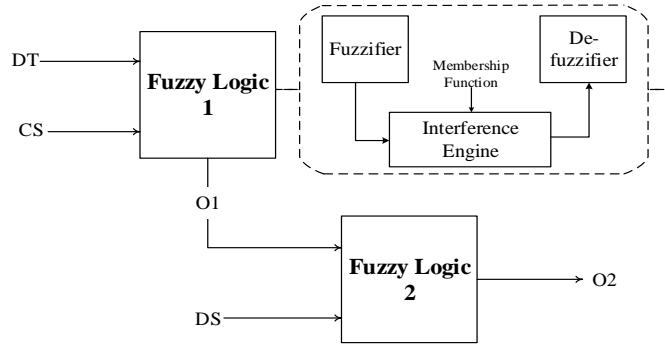 DT
CS
Fuzzy Logic
1
Fuzzifier
De-
fuzzifier
Membership
Function
Interference
Engine
O1
DS
Fuzzy Logic
2
O2